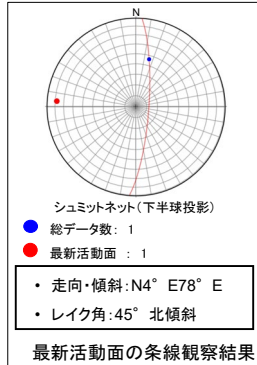 N
シュミットネット(下半球投影)
総データ数: 1
最新活動面 : 1
• 走向・傾斜:N4° E78° E
• レイク角:45° 北傾斜
最新活動面の条線観察結果